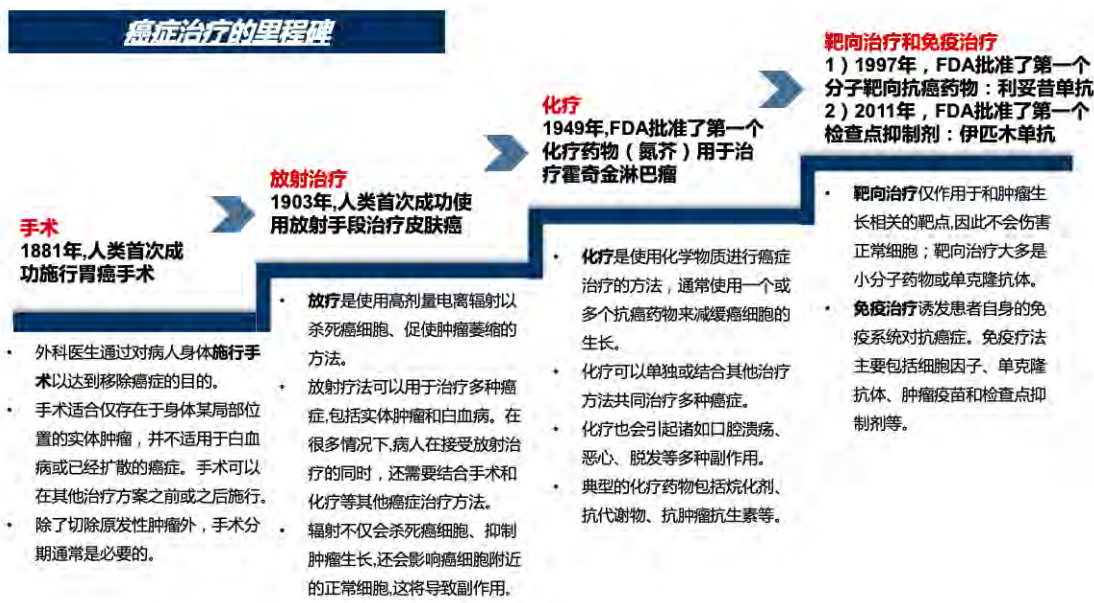 癌症治疗的里程碑
手术
1881年,人类首次成
功施行胃癌手术
• 外科医生通过对病人身体施行手
术以达到移除癌症的目的。
• 手术适合仅存在于身体某局部位
置的实体肿瘤，并不适用于白血
病或已经扩散的癌症。手术可以
在其他治疗方案之前或之后施行。
• 除了切除原发性肿瘤外，手术分
期通常是必要的。
放射治疗
1903年,人类首次成功使
用放射手段治疗皮肤癌
• 放疗是使用高剂量电离辐射以
杀死癌细胞、促使肿瘤萎缩的
方法。
• 放射疗法可以用于治疗多种癌
症,包括实体肿瘤和白血病。在
很多情况下,病人在接受放射治
疗的同时，还需要结合手术和
化疗等其他癌症治疗方法。
• 辐射不仅会杀死癌细胞、抑制
肿瘤生长,还会影响癌细胞附近
的正常细胞,这将导致副作用。
化疗
1949年,FDA批准了第一个
化疗药物（氮芥）用于治
疗霍奇金淋巴瘤
• 化疗是使用化学物质进行癌症
治疗的方法，通常使用一个或
多个抗癌药物来减缓癌细胞的
生长。
• 化疗可以单独或结合其他治疗
方法共同治疗多种癌症。
• 化疗也会引起诸如口腔溃疡、
恶心、脱发等多种副作用。
• 典型的化疗药物包括烷化剂、
抗代谢物、抗肿瘤抗生素等。
靶向治疗和免疫治疗
1）1997年，FDA批准了第一个
分子靶向抗癌药物：利妥昔单抗
2）2011年，FDA批准了第一个
检查点抑制剂：伊匹木单抗
• 靶向治疗仅作用于和肿瘤生
长相关的靶点,因此不会伤害
正常细胞；靶向治疗大多是
小分子药物或单克隆抗体。
• 免疫治疗诱发患者自身的免
疫系统对抗癌症。免疫疗法
主要包括细胞因子、单克隆
抗体、肿瘤疫苗和检查点抑
制剂等。